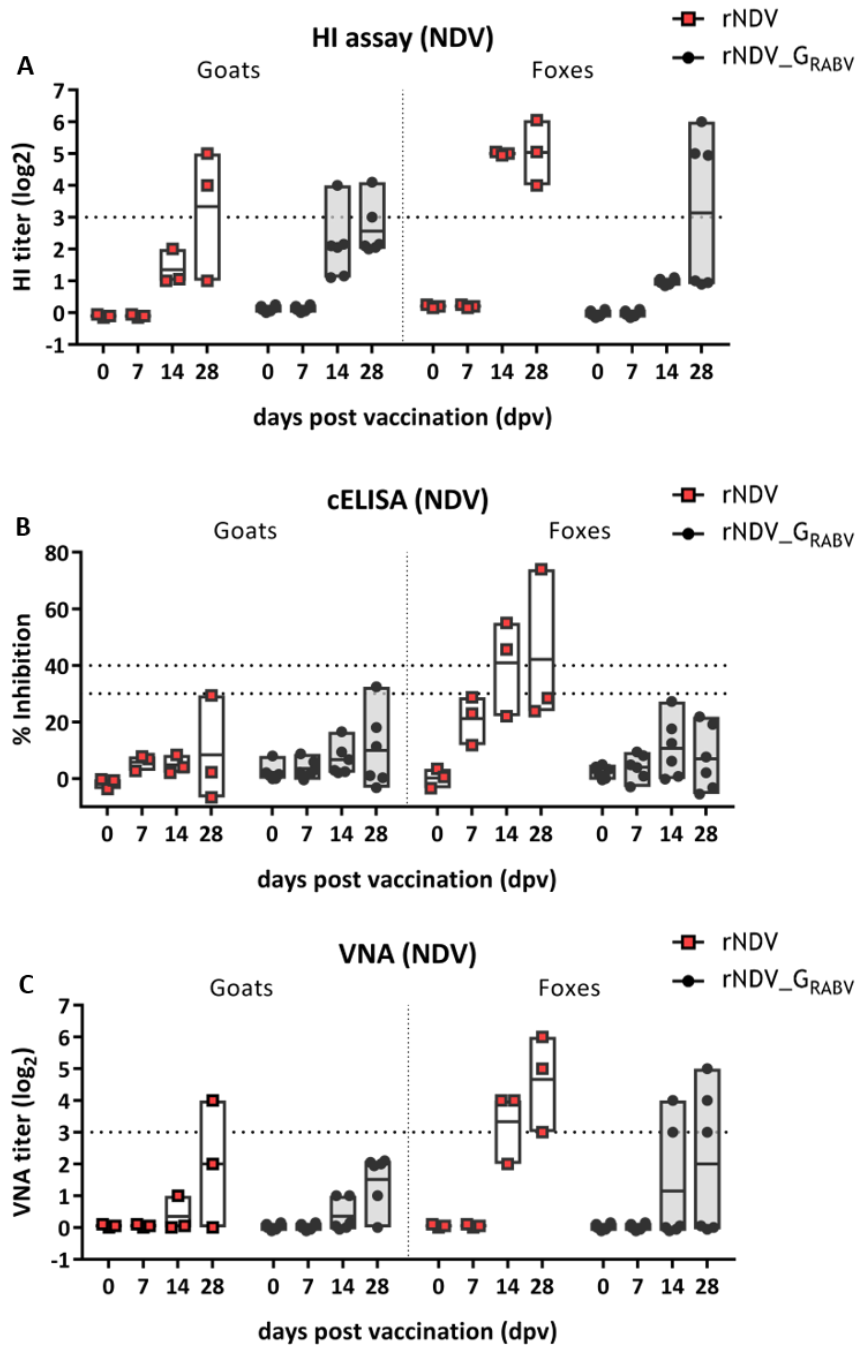 HI assay (NDV)
rNDV
rNDV_G_RABV
A
Goats
Foxes
HI titer (log2)
7
6
5
4
3
2
1
0
-1
0 7 14 28 0 7 14 28 0 7 14 28 0 7 14 28
days post vaccination (dpv)
cELISA (NDV)
rNDV
rNDV_G_RABV
B
Goats
Foxes
% Inhibition
80
60
40
20
0
0 7 14 28 0 7 14 28 0 7 14 28 0 7 14 28
days post vaccination (dpv)
VNA (NDV)
rNDV
rNDV_G_RABV
C
Goats
Foxes
VNA titer (log₂)
7
6
5
4
3
2
1
0
-1
0 7 14 28 0 7 14 28 0 7 14 28 0 7 14 28
days post vaccination (dpv)